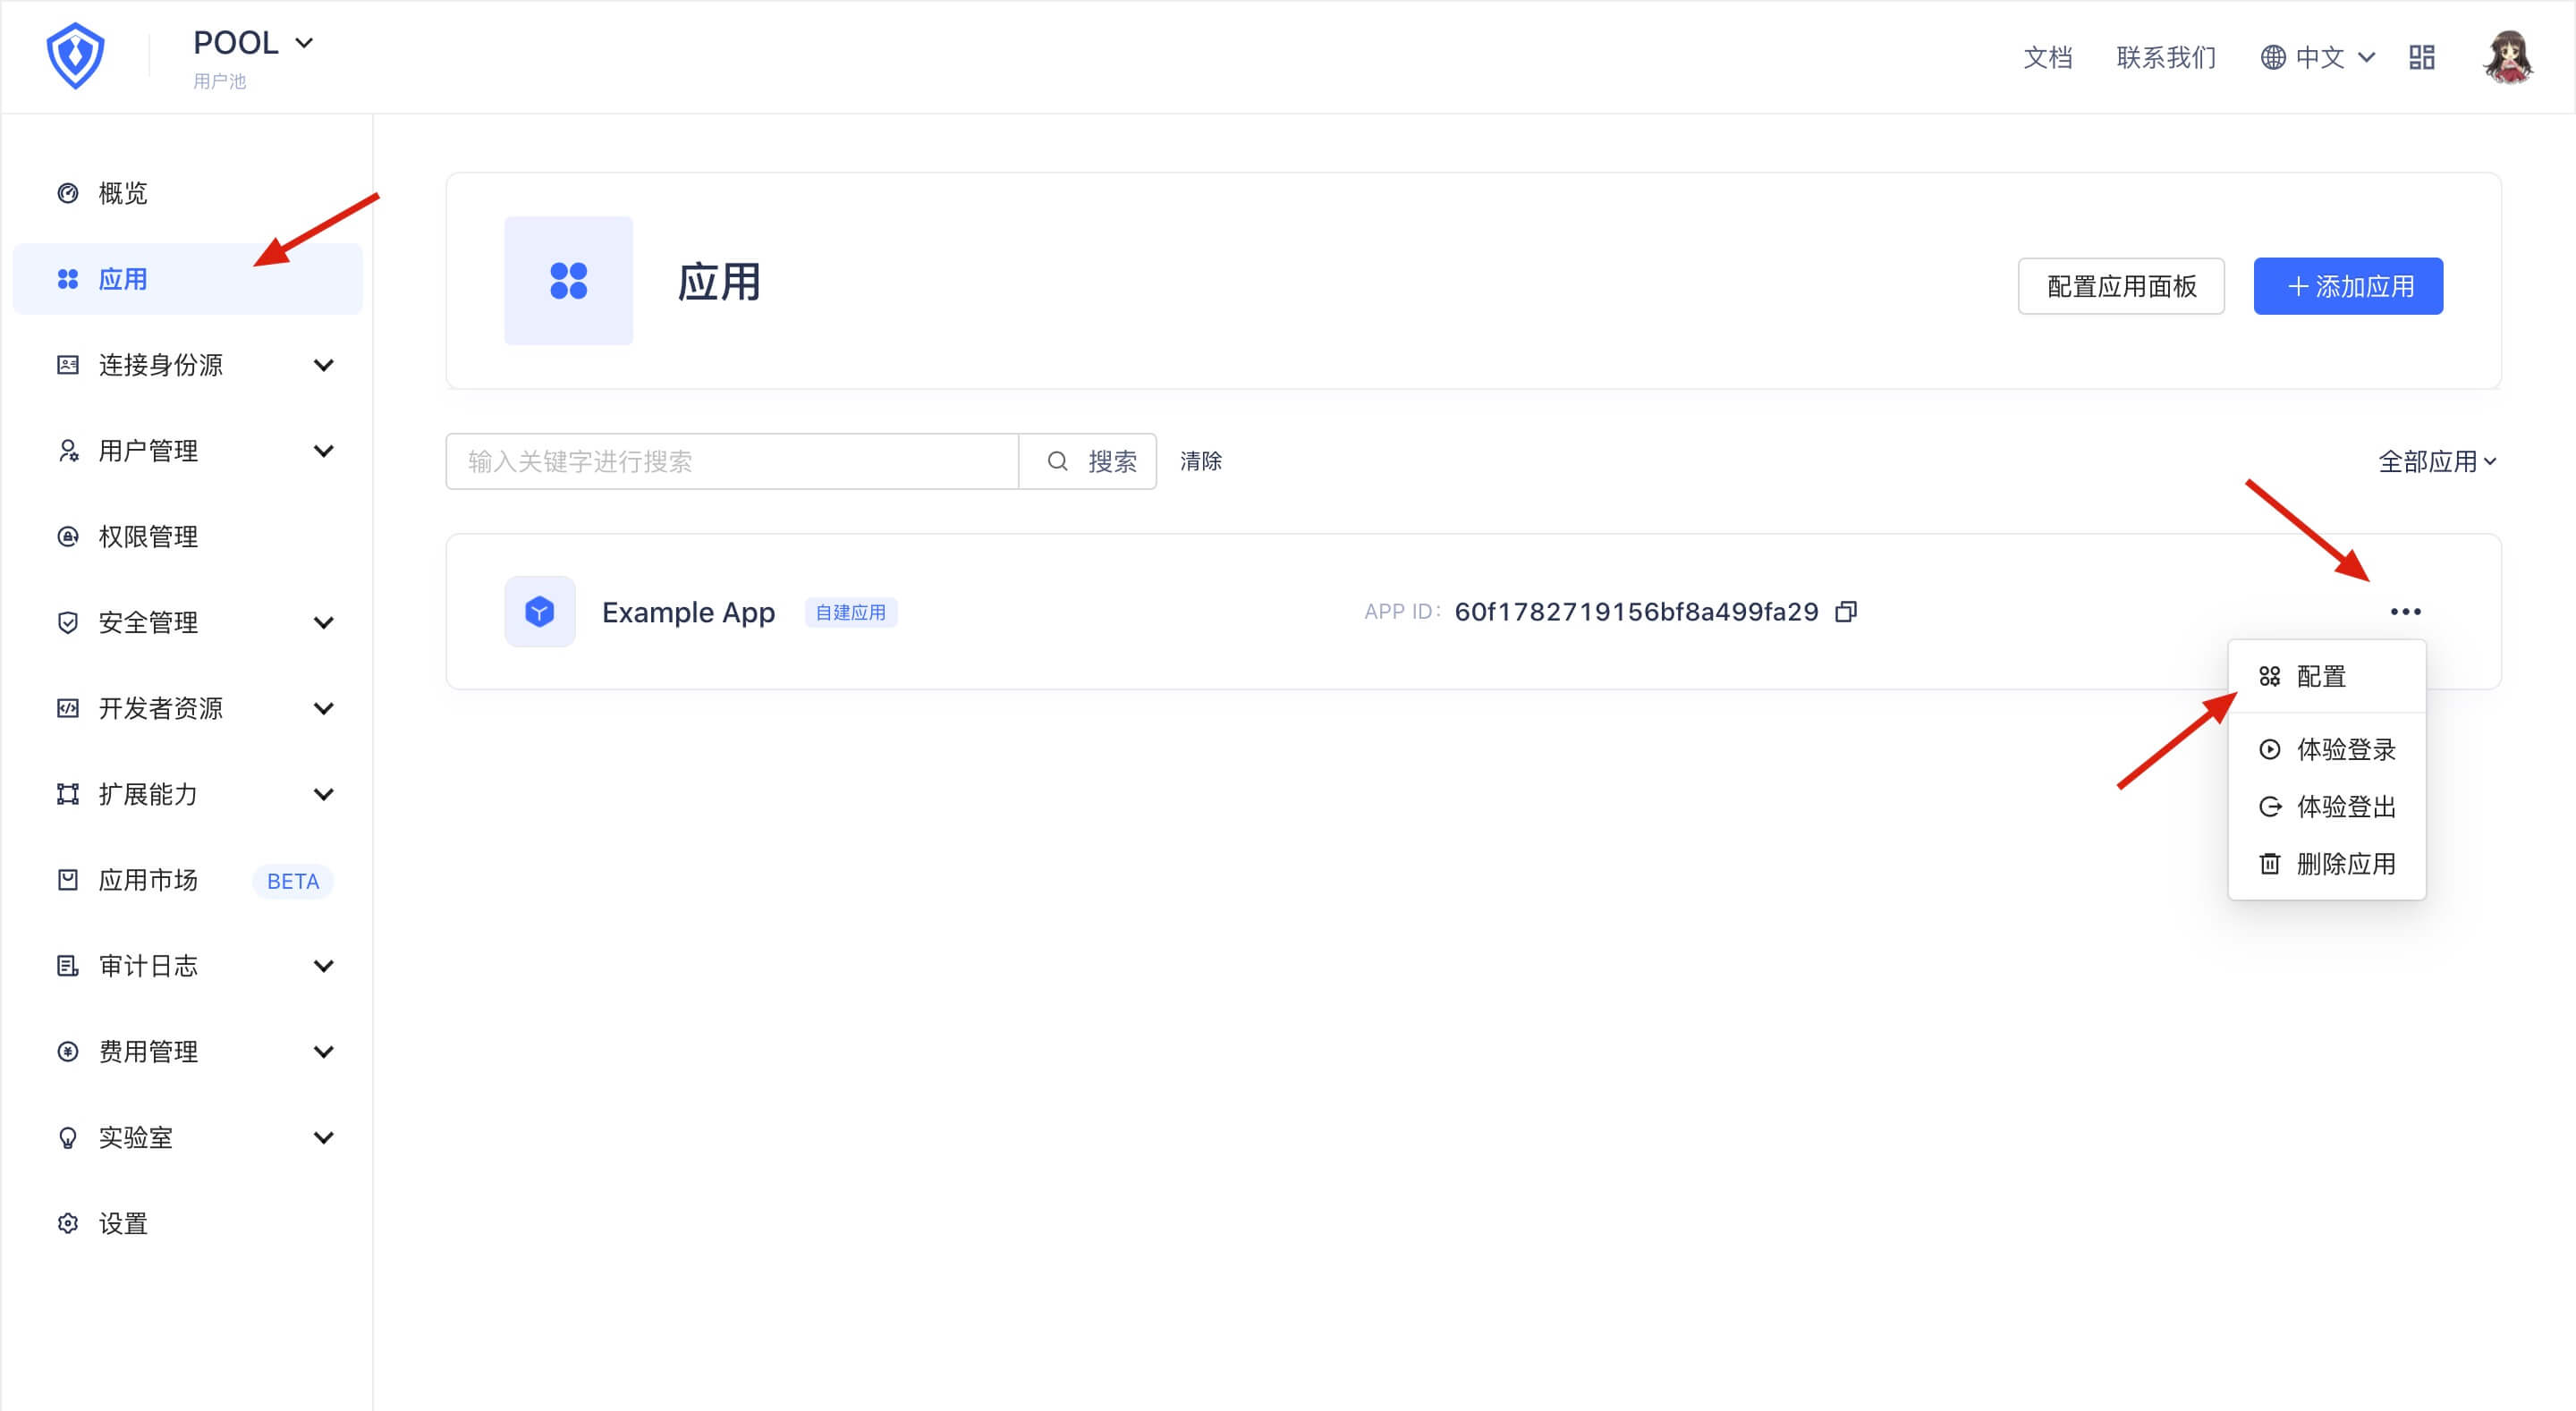 POOL
用户池
文档
联系我们
中文
概览
应用
连接身份源
用户管理
权限管理
安全管理
开发者资源
扩展能力
应用市场 BETA
审计日志
费用管理
实验室
设置
应用
配置应用面板
+ 添加应用
输入关键字进行搜索
搜索
清除
全部应用
Example App
自建应用
APP ID: 60f1782719156bf8a499fa29
配置
体验登录
体验登出
删除应用